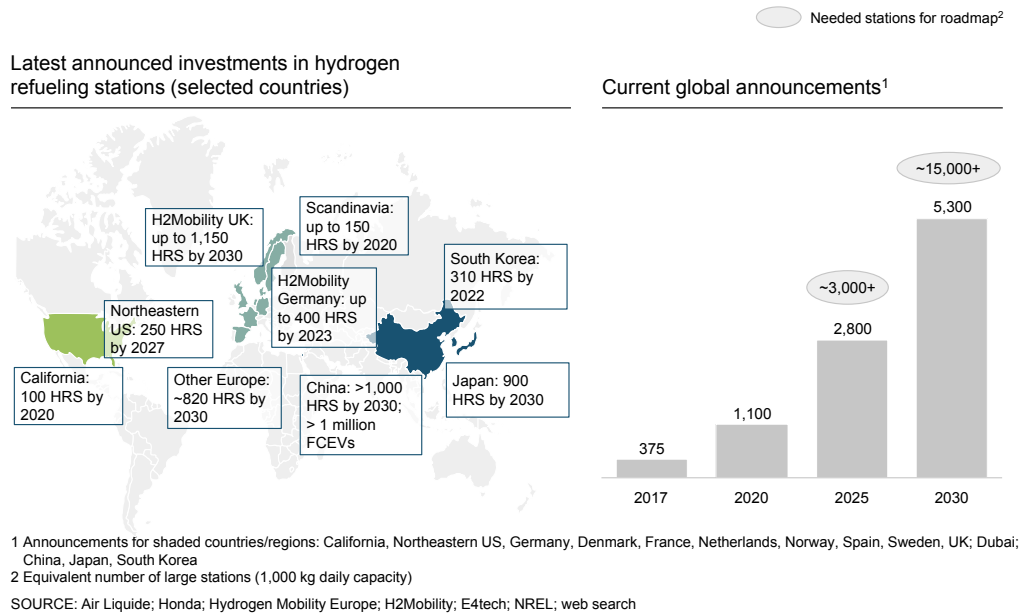 Needed stations for roadmap2
Latest announced investments in hydrogen
refueling stations (selected countries)
Current global announcements1
H2Mobility UK:
up to 1,150
HRS by 2030
Scandinavia:
up to 150
HRS by 2020
South Korea:
310 HRS by
2022
H2Mobility
Germany: up
to 400 HRS
by 2023
Northeastern
US: 250 HRS
by 2027
California:
100 HRS by
2020
Other Europe:
~820 HRS by
2030
China: >1,000
HRS by 2030;
> 1 million
FCEVs
Japan: 900
HRS by 2030
~15,000+
5,300
~3,000+
2,800
1,100
375
2017
2020
2025
2030
1 Announcements for shaded countries/regions: California, Northeastern US, Germany, Denmark, France, Netherlands, Norway, Spain, Sweden, UK; Dubai;
China, Japan, South Korea
2 Equivalent number of large stations (1,000 kg daily capacity)
SOURCE: Air Liquide; Honda; Hydrogen Mobility Europe; H2Mobility; E4tech; NREL; web search